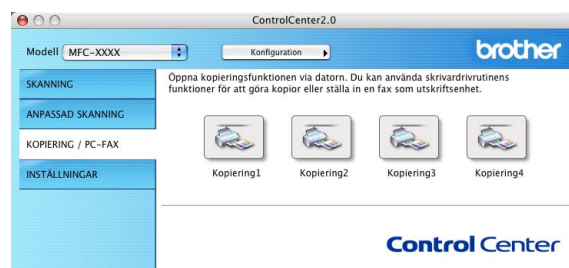 ControlCenter2.0
Modell MFC-XXXX Konfiguration brother
SKANNING
Öppna kopieringsfunktionen via datorn. Du kan använda skrivardrivrutinens
funktioner för att göra kopior eller ställa in en fax som utskriftsenhet.
ANPASSAD SKANNING
KOPIERING / PC-FAX
INSTÄLLNINGAR
Kopiering1 Kopiering2 Kopiering3 Kopiering4
Control Center